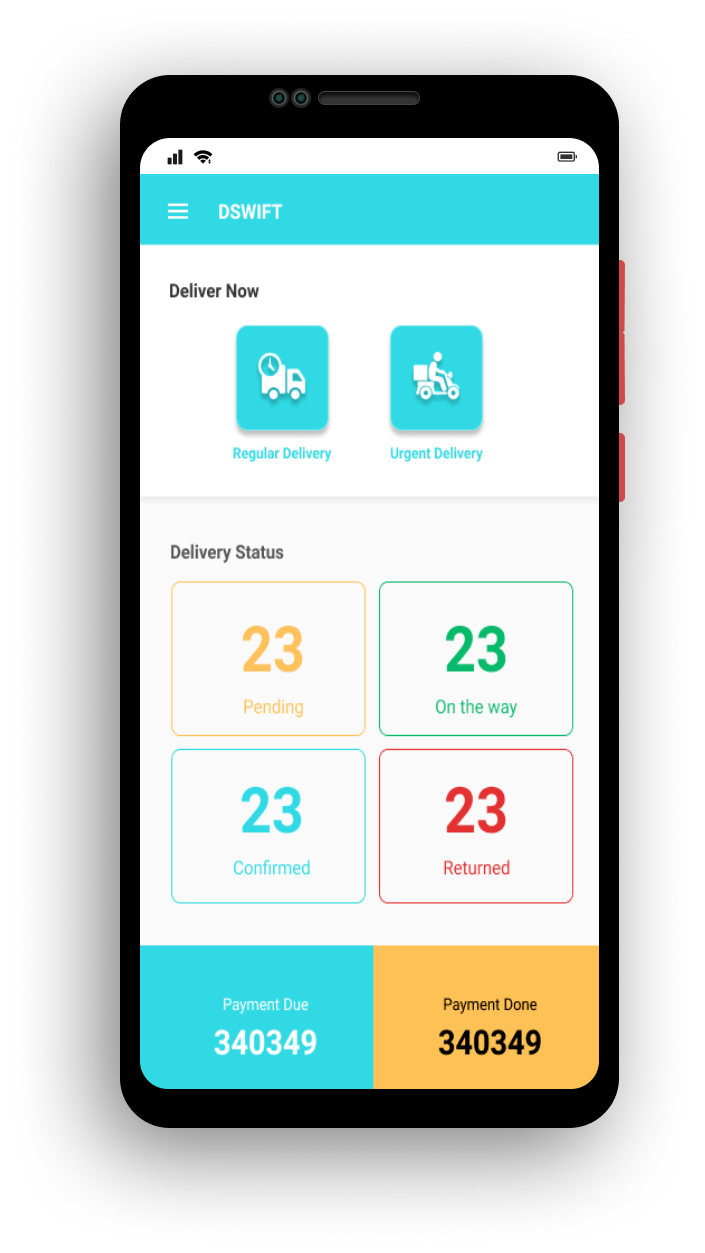 DSWIFT
Deliver Now
Regular Delivery Urgent Delivery
Delivery Status
23 23
Pending On the way
23 23
Confirmed Returned
Payment Due Payment Done
340349 340349